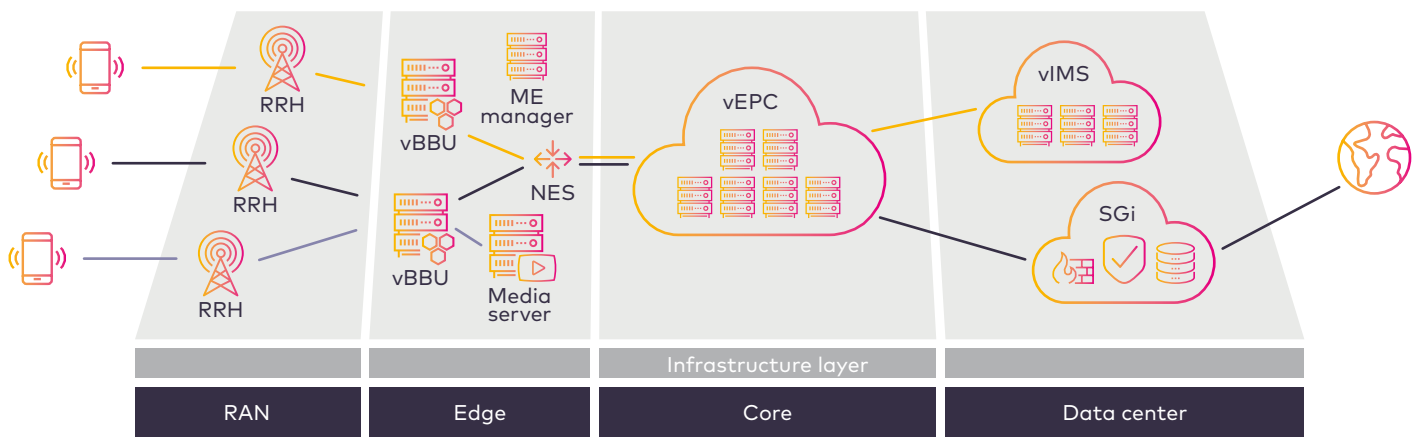 RRH
RRH
RRH
vBBU
ME
manager
NES
vBBU
Media
server
vEPC
vIMS
SGi
Infrastructure layer
RAN
Edge
Core
Data center